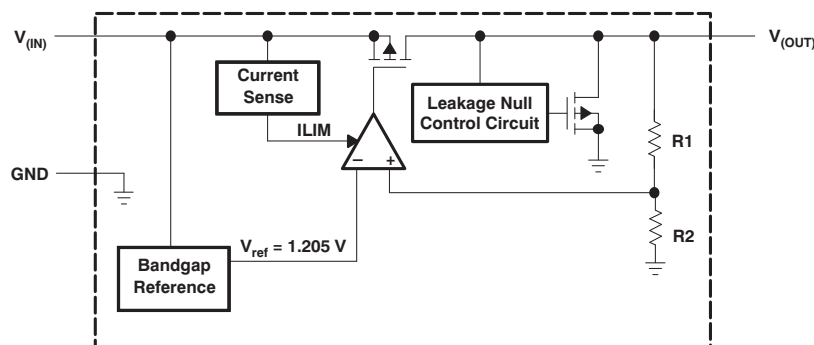 V(IN)
V(OUT)
Current
Sense
Leakage Null
Control Circuit
ILIM
R1
− +
GND
R2
Vref = 1.205 V
Bandgap
Reference